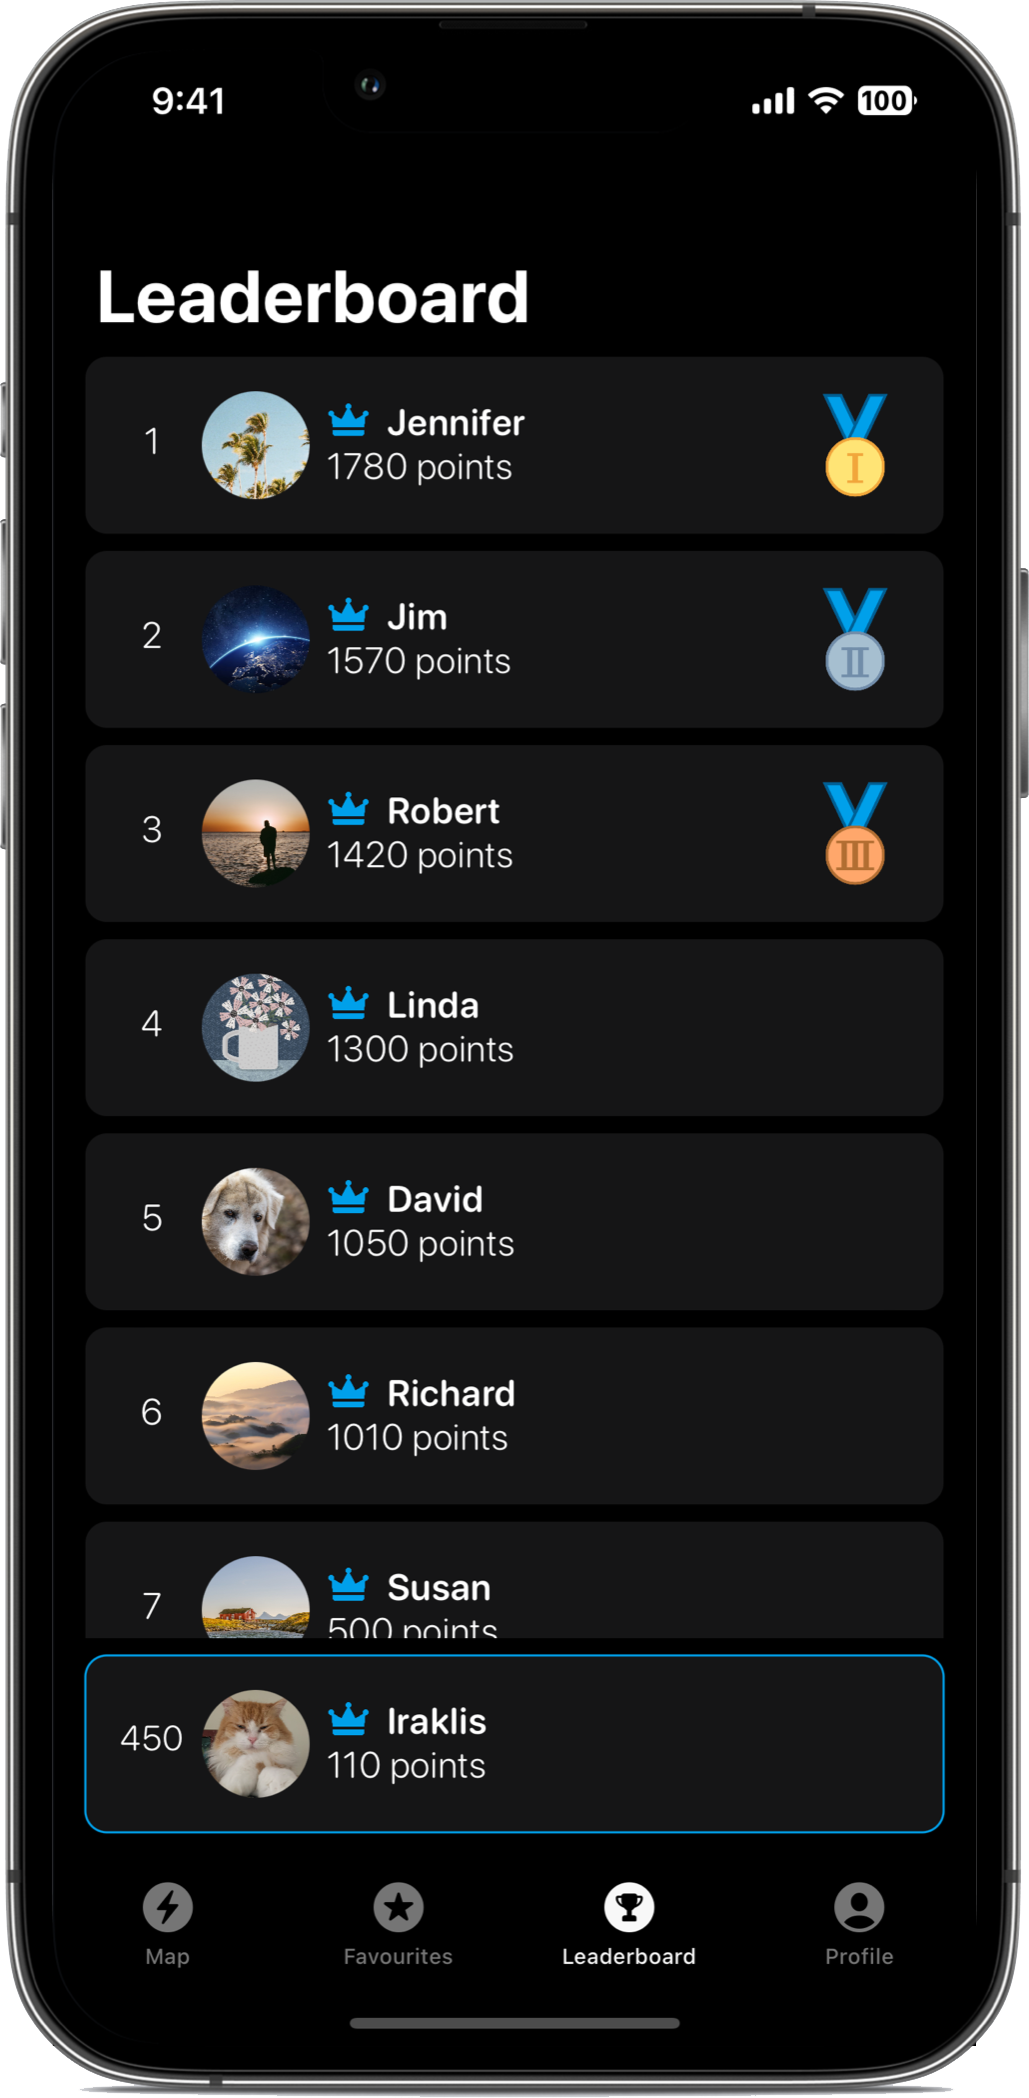 9:41
100
Leaderboard
1
Jennifer
1780 points
I
2
Jim
1570 points
II
3
Robert
1420 points
III
4
Linda
1300 points
5
David
1050 points
6
Richard
1010 points
7
Susan
500 points
450
Iraklis
110 points
Map
Favourites
Leaderboard
Profile